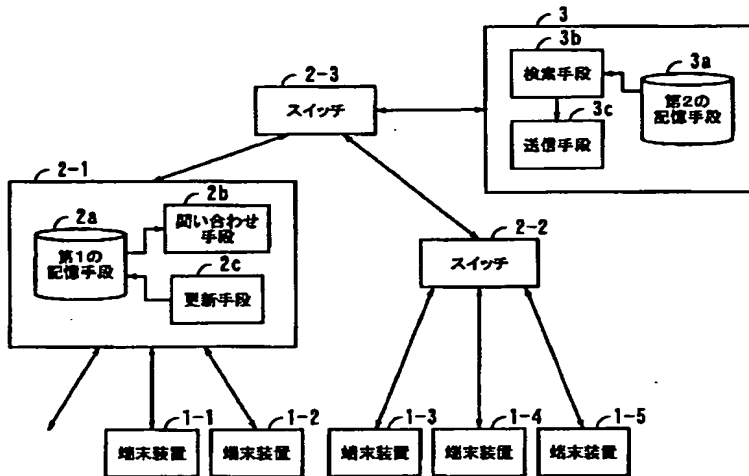 3
3b
検索手段
3a
第2の
記憶手段
2-3
スイッチ
3c
送信手段
2-1
2a
第1の
記憶手段
2b
問い合わせ
手段
2c
更新手段
2-2
スイッチ
1-1
端末装置
1-2
端末装置
1-3
端末装置
1-4
端末装置
1-5
端末装置